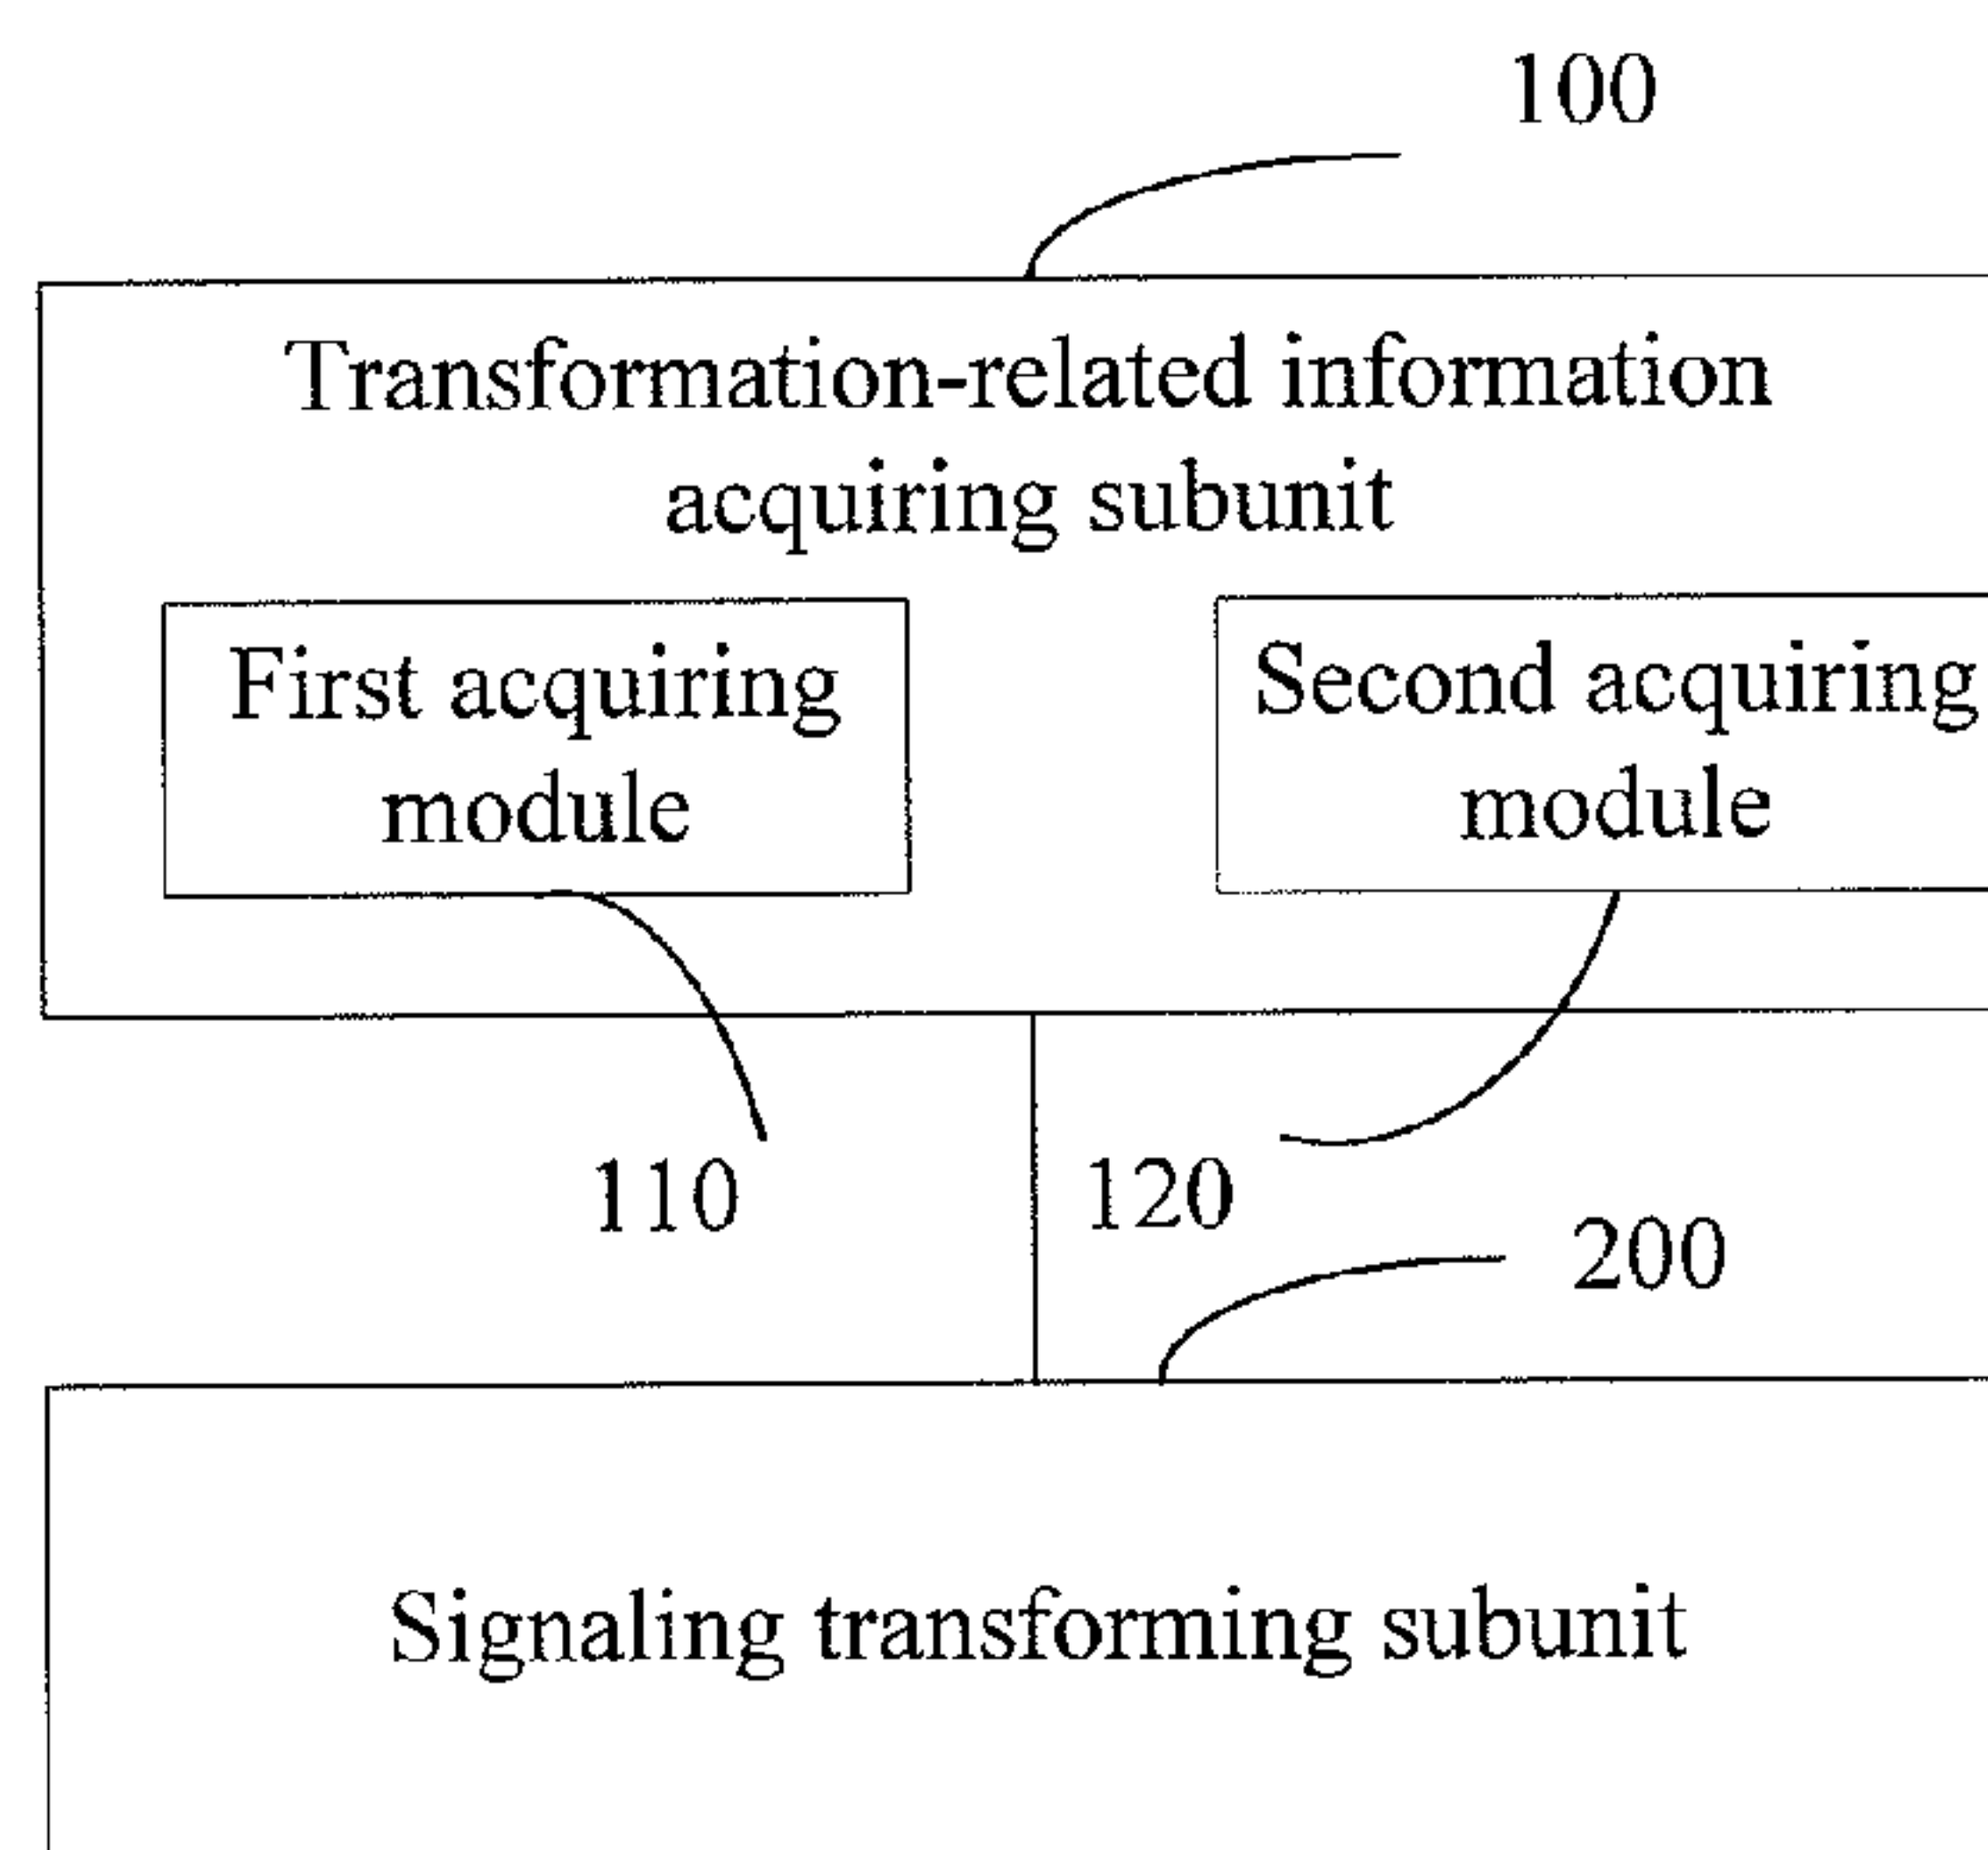 100
Transformation-related information
acquiring subunit
First acquiring
module
Second acquiring
module
110
120
200
Signaling transforming subunit